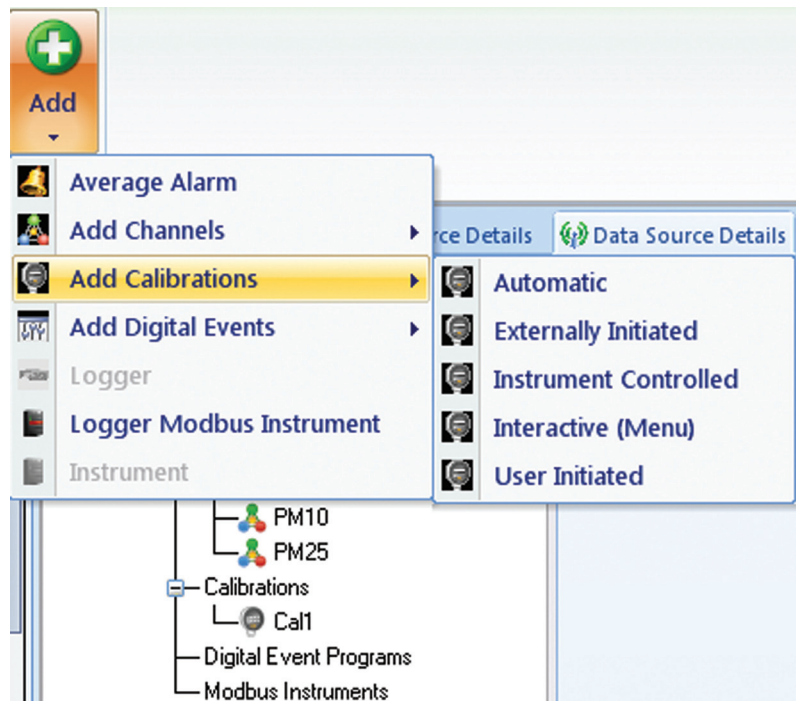 Add
Average Alarm
Add Channels
rce Details
Data Source Details
Add Calibrations
Automatic
Add Digital Events
Externally Initiated
Logger
Instrument Controlled
Logger Modbus Instrument
Interactive (Menu)
Instrument
User Initiated
PM10
PM25
Calibrations
Cal1
Digital Event Programs
Modbus Instruments